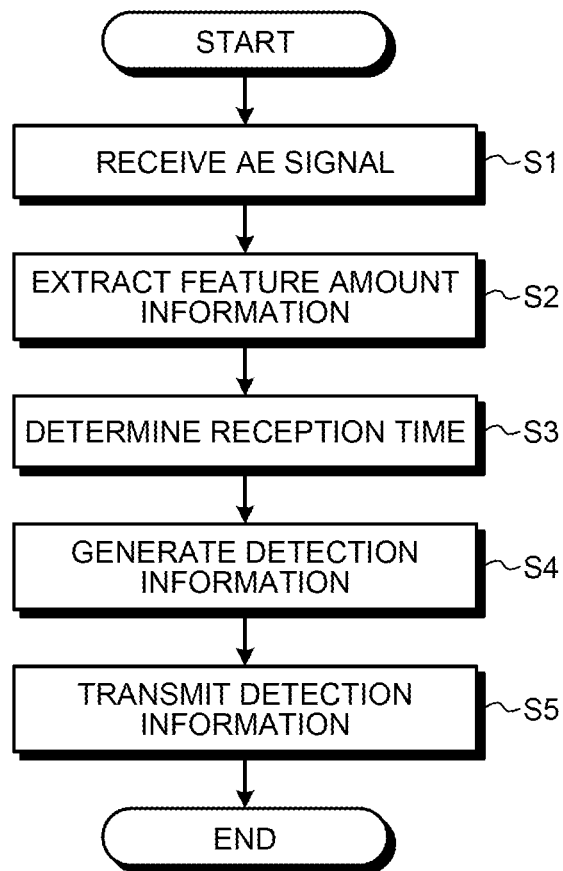 START
RECEIVE AE SIGNAL
S1
EXTRACT FEATURE AMOUNT
INFORMATION
S2
DETERMINE RECEPTION TIME
S3
GENERATE DETECTION
INFORMATION
S4
TRANSMIT DETECTION
INFORMATION
S5
END